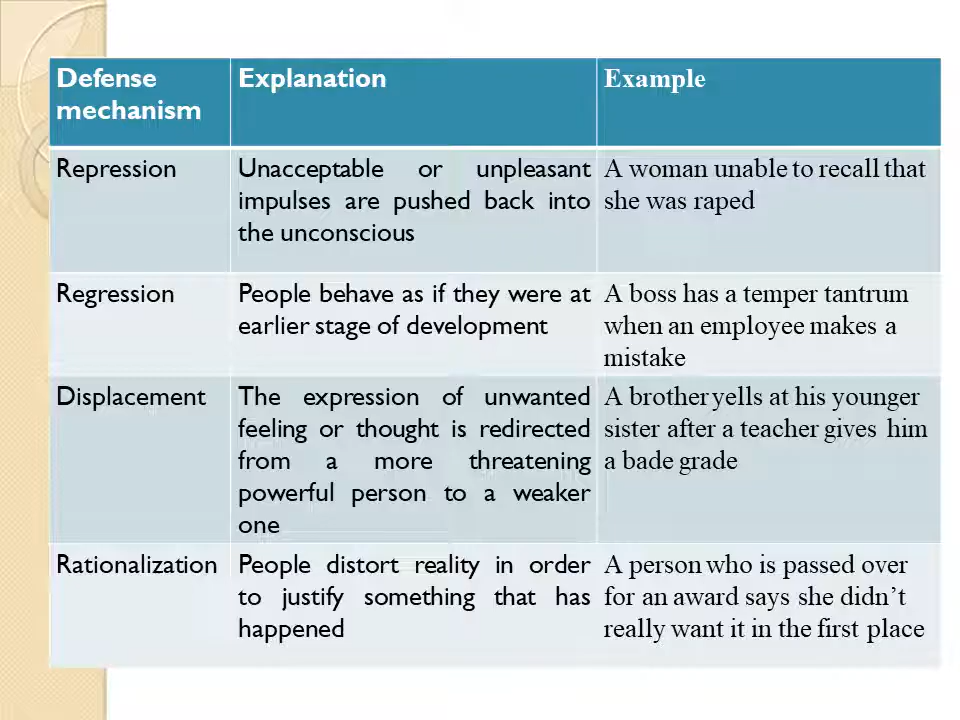 Defense
mechanism
Explanation
Example
Repression
Unacceptable or unpleasant
impulses are pushed back into
the unconscious
A woman unable to recall that
she was raped
Regression
People behave as if they were at
earlier stage of development
A boss has a temper tantrum
when an employee makes a
mistake
Displacement
The expression of unwanted
feeling or thought is redirected
from a more threatening
powerful person to a weaker
one
A brother yells at his younger
sister after a teacher gives him
a bade grade
Rationalization
People distort reality in order
to justify something that has
happened
A person who is passed over
for an award says she didn’t
really want it in the first place